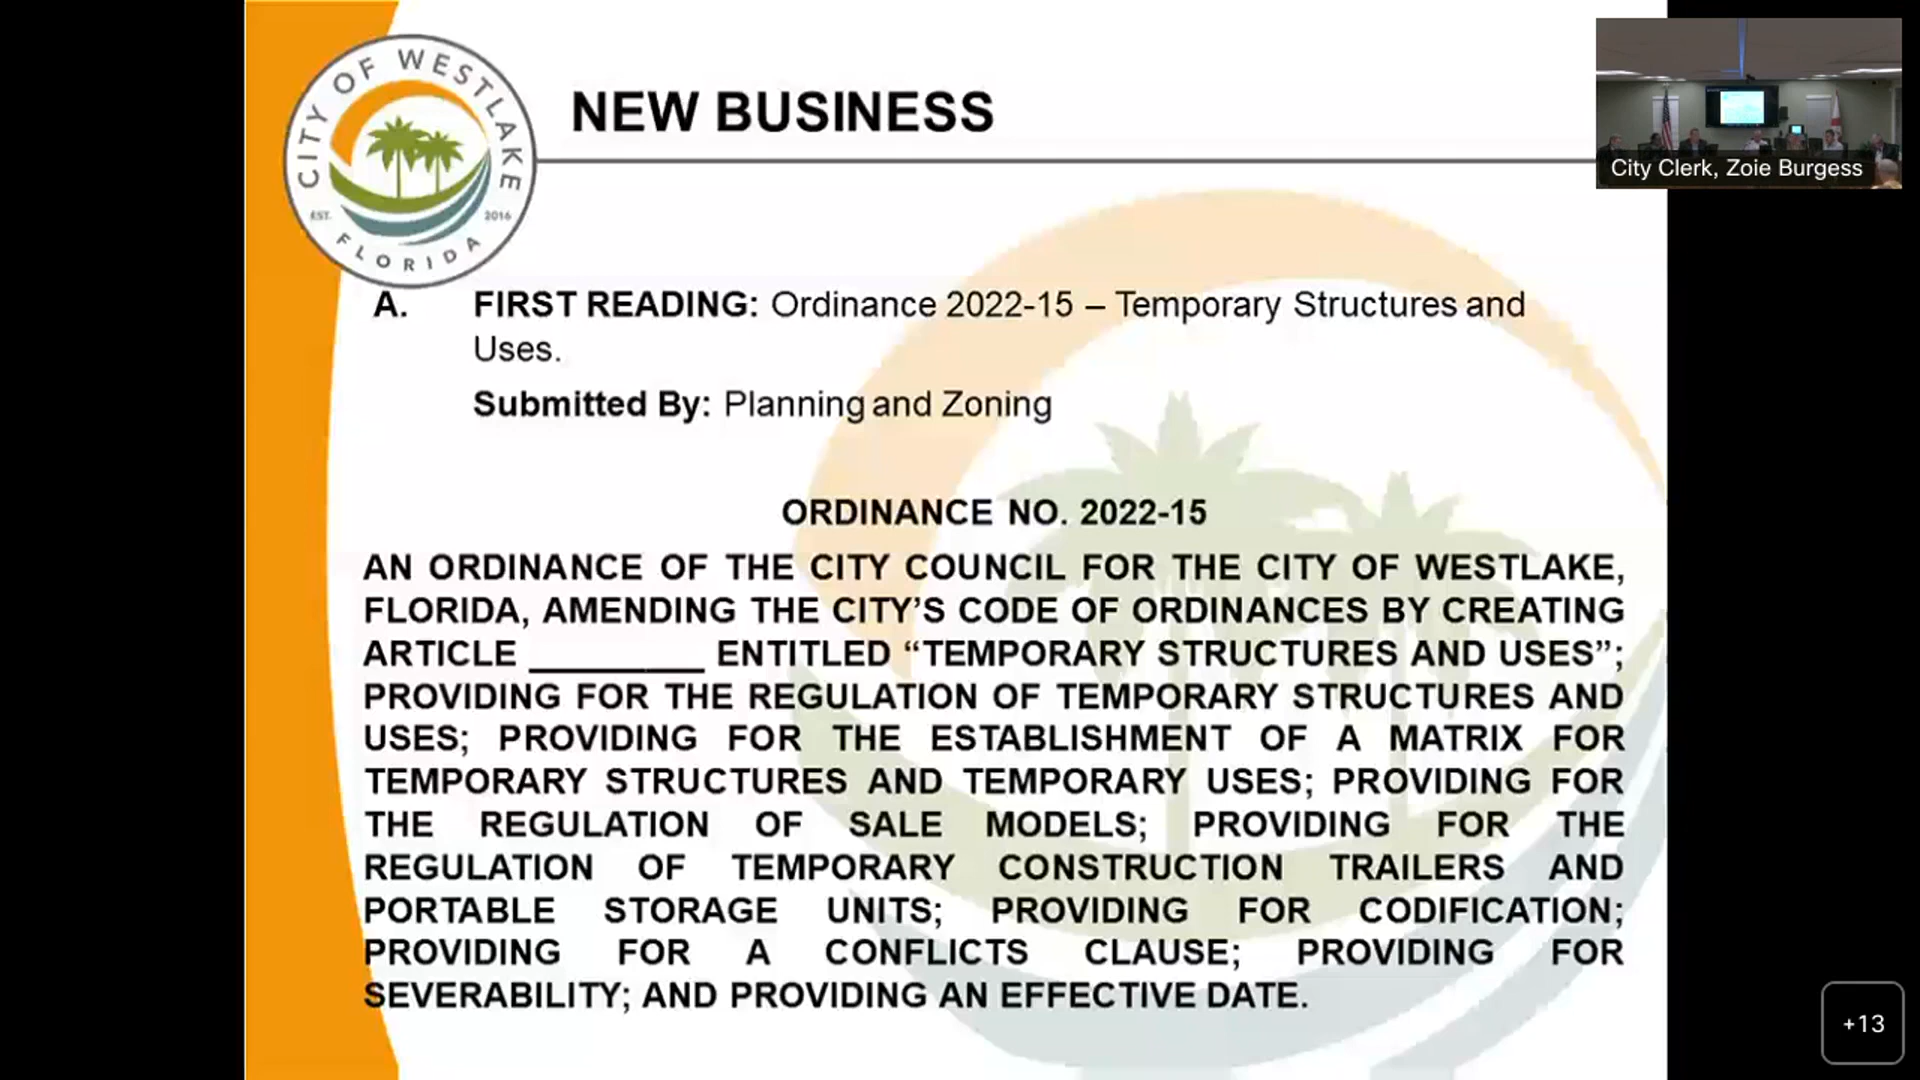 CITY OF WESTLAKE
EST. 2016
FLORIDA
NEW BUSINESS
City Clerk, Zoie Burgess
A. FIRST READING: Ordinance 2022-15 – Temporary Structures and
Uses.
Submitted By: Planning and Zoning
ORDINANCE NO. 2022-15
AN ORDINANCE OF THE CITY COUNCIL FOR THE CITY OF WESTLAKE,
FLORIDA, AMENDING THE CITY’S CODE OF ORDINANCES BY CREATING
ARTICLE _________ ENTITLED “TEMPORARY STRUCTURES AND USES”;
PROVIDING FOR THE REGULATION OF TEMPORARY STRUCTURES AND
USES; PROVIDING FOR THE ESTABLISHMENT OF A MATRIX FOR
TEMPORARY STRUCTURES AND TEMPORARY USES; PROVIDING FOR
THE REGULATION OF SALE MODELS; PROVIDING FOR THE
REGULATION OF TEMPORARY CONSTRUCTION TRAILERS AND
PORTABLE STORAGE UNITS; PROVIDING FOR CODIFICATION;
PROVIDING FOR A CONFLICTS CLAUSE; PROVIDING FOR
SEVERABILITY; AND PROVIDING AN EFFECTIVE DATE.
+13